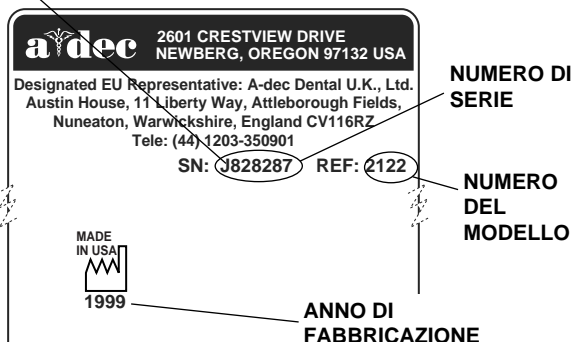 a dec
2601 CRESTVIEW DRIVE
NEWBERG, OREGON 97132 USA
Designated EU Representative: A-dec Dental U.K., Ltd.
Austin House, 11 Liberty Way, Attleborough Fields,
Nuneaton, Warwickshire, England CV116RZ
Tele: (44) 1203-350901
SN: J828287 REF: 2122
NUMERO DI
SERIE
NUMERO
DEL
MODELLO
MADE
IN USA
1999
ANNO DI
FABBRICAZIONE